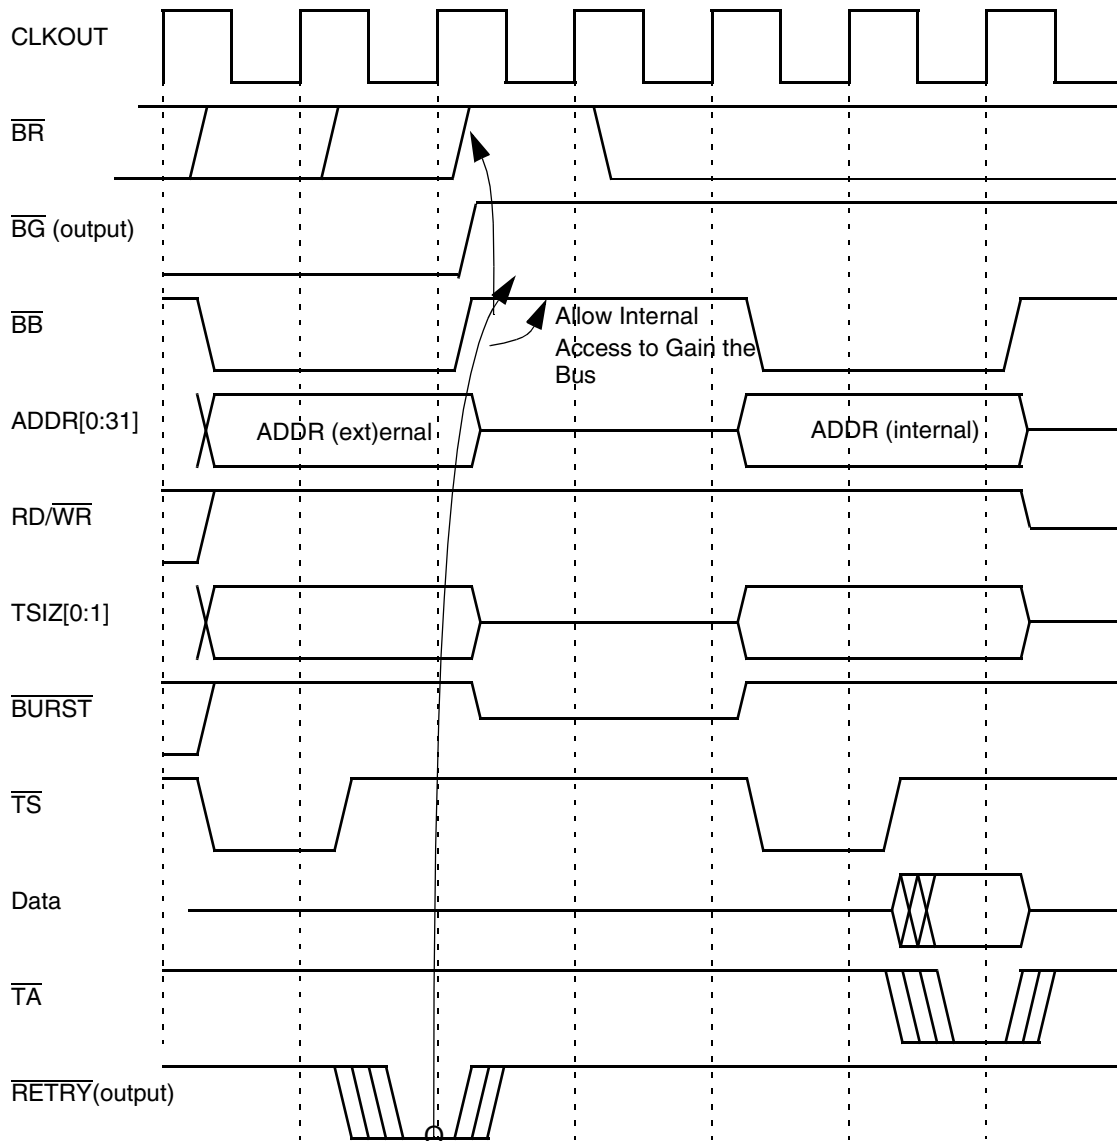 CLKOUT
BR
BG (output)
BB
Allow Internal
Access to Gain the
Bus
ADDR[0:31]
ADDR (ext)ernal
ADDR (internal)
RD/WR
TSIZ[0:1]
BURST
TS
Data
TA
RETRY(output)